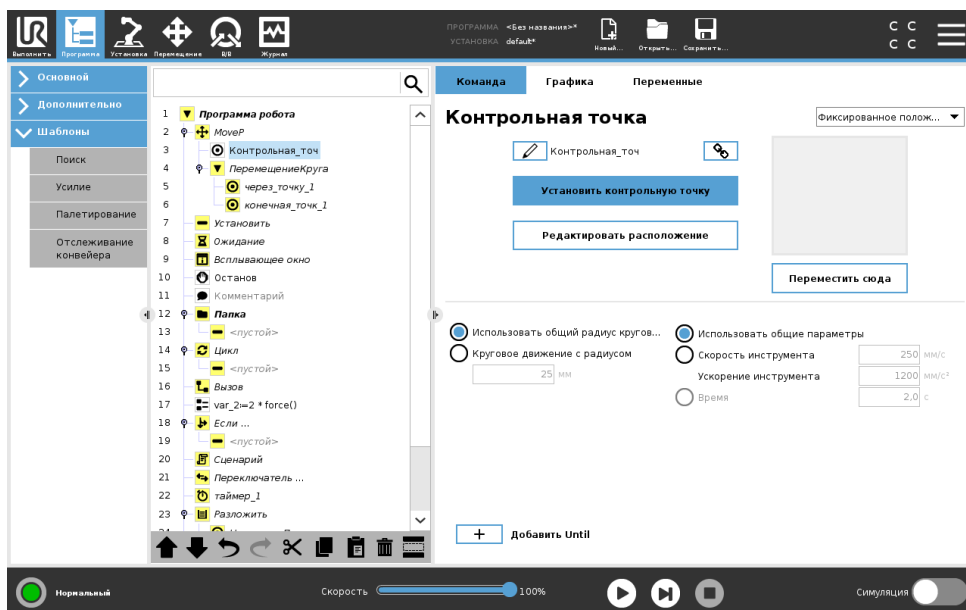 UR
ПРОГРАММА <Без названия>*
УСТАНОВКА default*
Выполнить Программа Установка Перемещение В/В Журнал
Новый... Открыть... Сохранить...
C C
C C
Основной
Дополнительно
Шаблоны
Поиск
Усилие
Палетирование
Отслеживание
конвейера
1 Программа робота
2 MoveP
3 Контрольная_точ
4 ПеремещениеКруга
5 через_точку_1
6 конечная_точк_1
7 Установить
8 Ожидание
9 Всплывающее окно
10 Останов
11 Комментарий
12 Папка
13 <пустой>
14 Цикл
15 <пустой>
16 Вызов
17 var_2≔2 * force()
18 Если ...
19 <пустой>
20 Сценарий
21 Переключатель ...
22 таймер_1
23 Разложить
Команда Графика Переменные
Контрольная точка
Фиксированное полож...
Контрольная_точ
Установить контрольную точку
Редактировать расположение
Переместить сюда
Использовать общий радиус кругов...
Круговое движение с радиусом
25 мм
Использовать общие параметры
Скорость инструмента 250 мм/с
Ускорение инструмента 1200 мм/с²
Время 2,0 с
+ Добавить Until
Нормальный
Скорость 100%
Симуляция